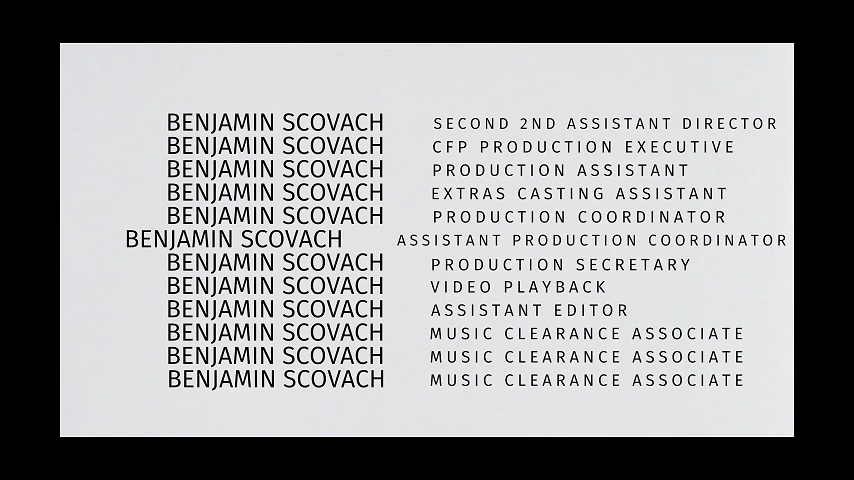 BENJAMIN SCOVACH SECOND 2ND ASSISTANT DIRECTOR
BENJAMIN SCOVACH CFP PRODUCTION EXECUTIVE
BENJAMIN SCOVACH PRODUCTION ASSISTANT
BENJAMIN SCOVACH EXTRAS CASTING ASSISTANT
BENJAMIN SCOVACH PRODUCTION COORDINATOR
BENJAMIN SCOVACH ASSISTANT PRODUCTION COORDINATOR
BENJAMIN SCOVACH PRODUCTION SECRETARY
BENJAMIN SCOVACH VIDEO PLAYBACK
BENJAMIN SCOVACH ASSISTANT EDITOR
BENJAMIN SCOVACH MUSIC CLEARANCE ASSOCIATE
BENJAMIN SCOVACH MUSIC CLEARANCE ASSOCIATE
BENJAMIN SCOVACH MUSIC CLEARANCE ASSOCIATE